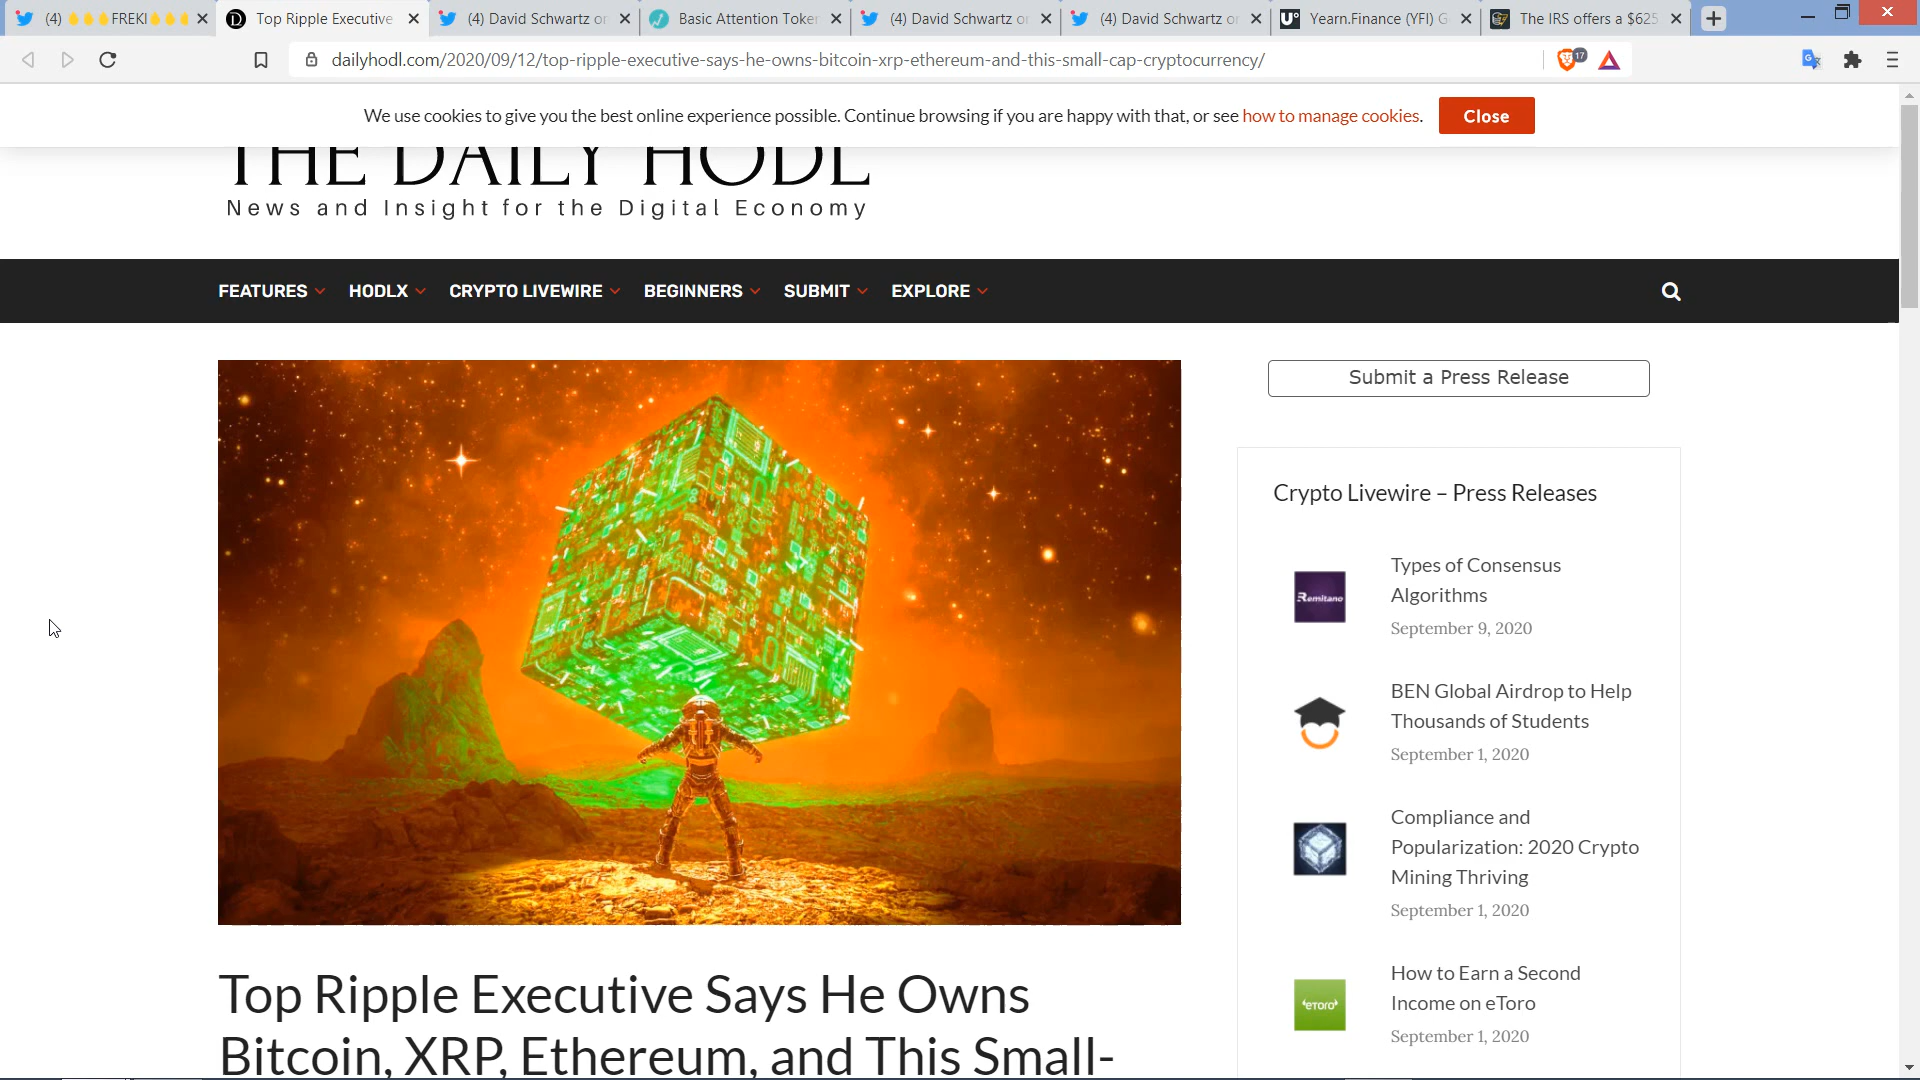 (4) 🔥🔥🔥FREKI🔥🔥🔥
Top Ripple Executive
(4) David Schwartz or
Basic Attention Token
(4) David Schwartz or
(4) David Schwartz or
Yearn.Finance (YFI) G
The IRS offers a $625
dailyhodl.com/2020/09/12/top-ripple-executive-says-he-owns-bitcoin-xrp-ethereum-and-this-small-cap-cryptocurrency/
17
We use cookies to give you the best online experience possible. Continue browsing if you are happy with that, or see how to manage cookies.
Close
THE DAILY HODL
News and Insight for the Digital Economy
FEATURES
HODLX
CRYPTO LIVEWIRE
BEGINNERS
SUBMIT
EXPLORE
Submit a Press Release
Crypto Livewire – Press Releases
Remitano
Types of Consensus
Algorithms
September 9, 2020
BEN Global Airdrop to Help
Thousands of Students
September 1, 2020
Compliance and
Popularization: 2020 Crypto
Mining Thriving
September 1, 2020
eToro
How to Earn a Second
Income on eToro
September 1, 2020
Top Ripple Executive Says He Owns
Bitcoin, XRP, Ethereum, and This Small-